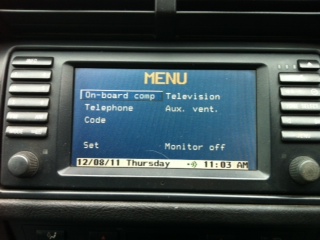 MENU
On-board comp Television
Telephone Aux. vent.
Code
Set Monitor off
12/08/11 Thursday 11:03 AM